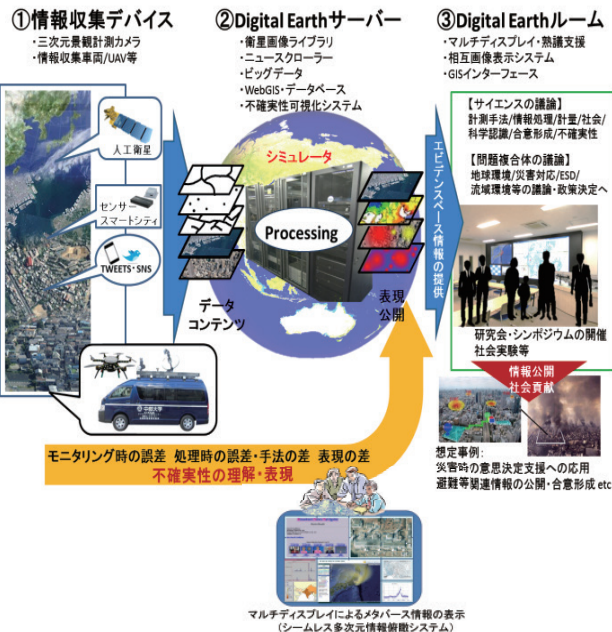 ①情報収集デバイス
・三次元景観計測カメラ
・情報収集車両/UAV等
②Digital Earthサーバー
・衛星画像ライブラリ
・ニュースクローラー
・ビッグデータ
・WebGIS・データベース
・不確実性可視化システム
③Digital Earthルーム
・マルチディスプレイ・熟議支援
・相互画像表示システム
・GISインターフェース
人工衛星
センサー
スマートシティ
TWEETS・SNS
データ
コンテンツ
シミュレータ
Processing
表現
公開
エビデンスベース情報の提供
【サイエンスの議論】
計測手法/情報処理/計量/社会/
科学認識/合意形成/不確実性
【問題複合体の議論】
地球環境/災害対応/ESD/
流域環境等の議論・政策決定へ
研究会・シンポジウムの開催
社会実験等
情報公開
社会貢献
想定事例:
災害時の意思決定支援への応用
避難等関連情報の公開・合意形成 etc
中部大学
モニタリング時の誤差 処理時の誤差・手法の差 表現の差
不確実性の理解・表現
マルチディスプレイによるメタバース情報の表示
(シームレス多次元情報俯瞰システム)